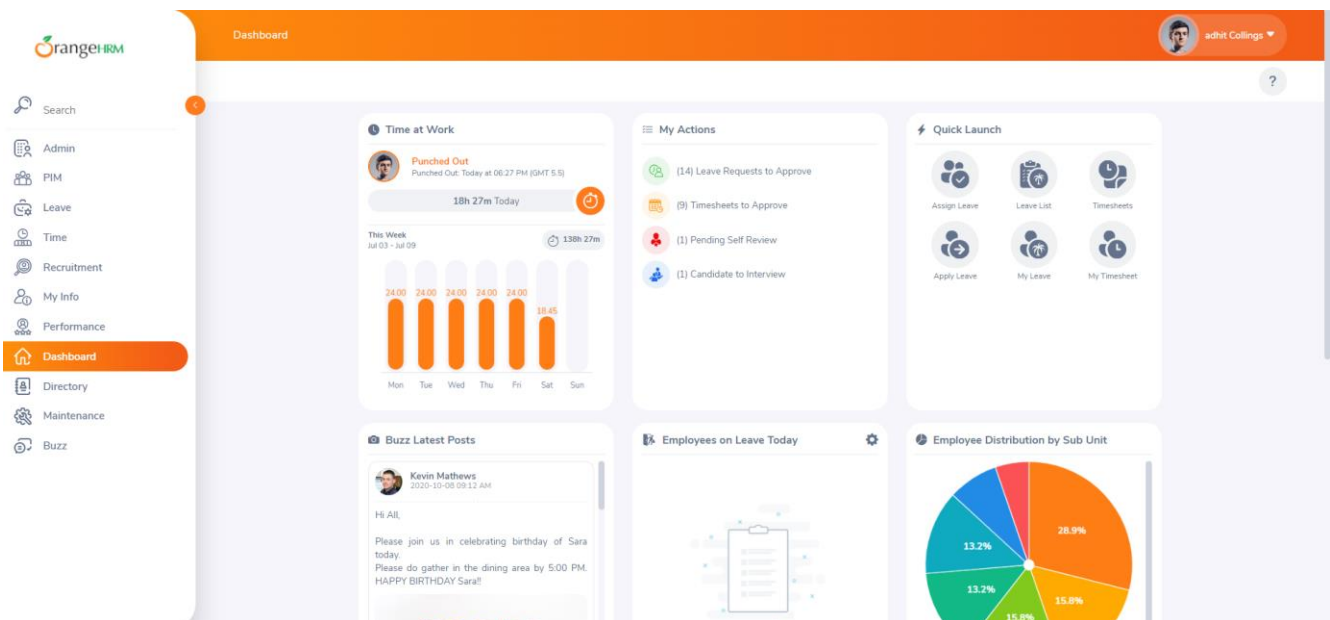 OrangeHRM
Search
Admin
PIM
Leave
Time
Recruitment
My Info
Performance
Dashboard
Directory
Maintenance
Buzz
Dashboard
adhit Collings
?
Time at Work
Punched Out
Punched Out: Today at 06:27 PM (GMT 5.5)
18h 27m Today
This Week
Jul 03 - Jul 09
138h 27m
24:00 24:00 24:00 24:00 24:00
18:45
Mon Tue Wed Thu Fri Sat Sun
My Actions
(14) Leave Requests to Approve
(9) Timesheets to Approve
(1) Pending Self Review
(1) Candidate to Interview
Quick Launch
Assign Leave Leave List Timesheets
Apply Leave My Leave My Timesheet
Buzz Latest Posts
Kevin Mathews
2020-10-08 09:12 AM
Hi All,
Please join us in celebrating birthday of Sara
today.
Please do gather in the dining area by 5:00 PM.
HAPPY BIRTHDAY Sara!!
Employees on Leave Today
Employee Distribution by Sub Unit
28.9%
13.2%
13.2%
15.8%
15.8%